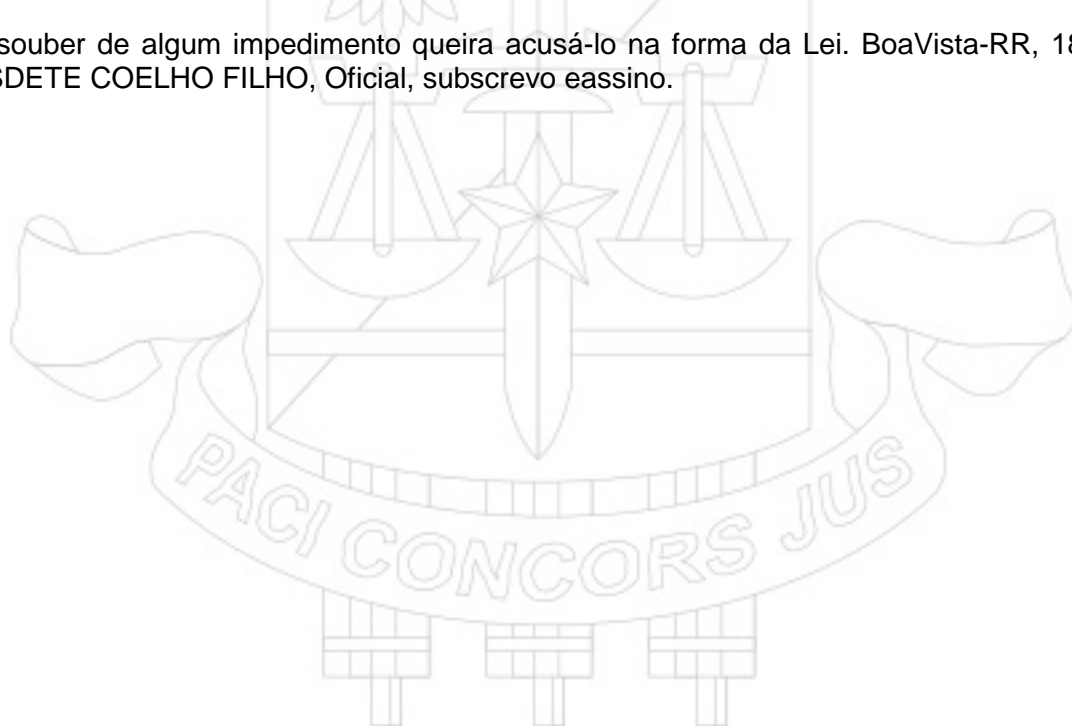 souber de algum impedimento queira acusá-lo na forma da Lei. BoaVista-RR, 18
SDETE COELHO FILHO, Oficial, subscrevo eassino.
PACI CONCORS JUS